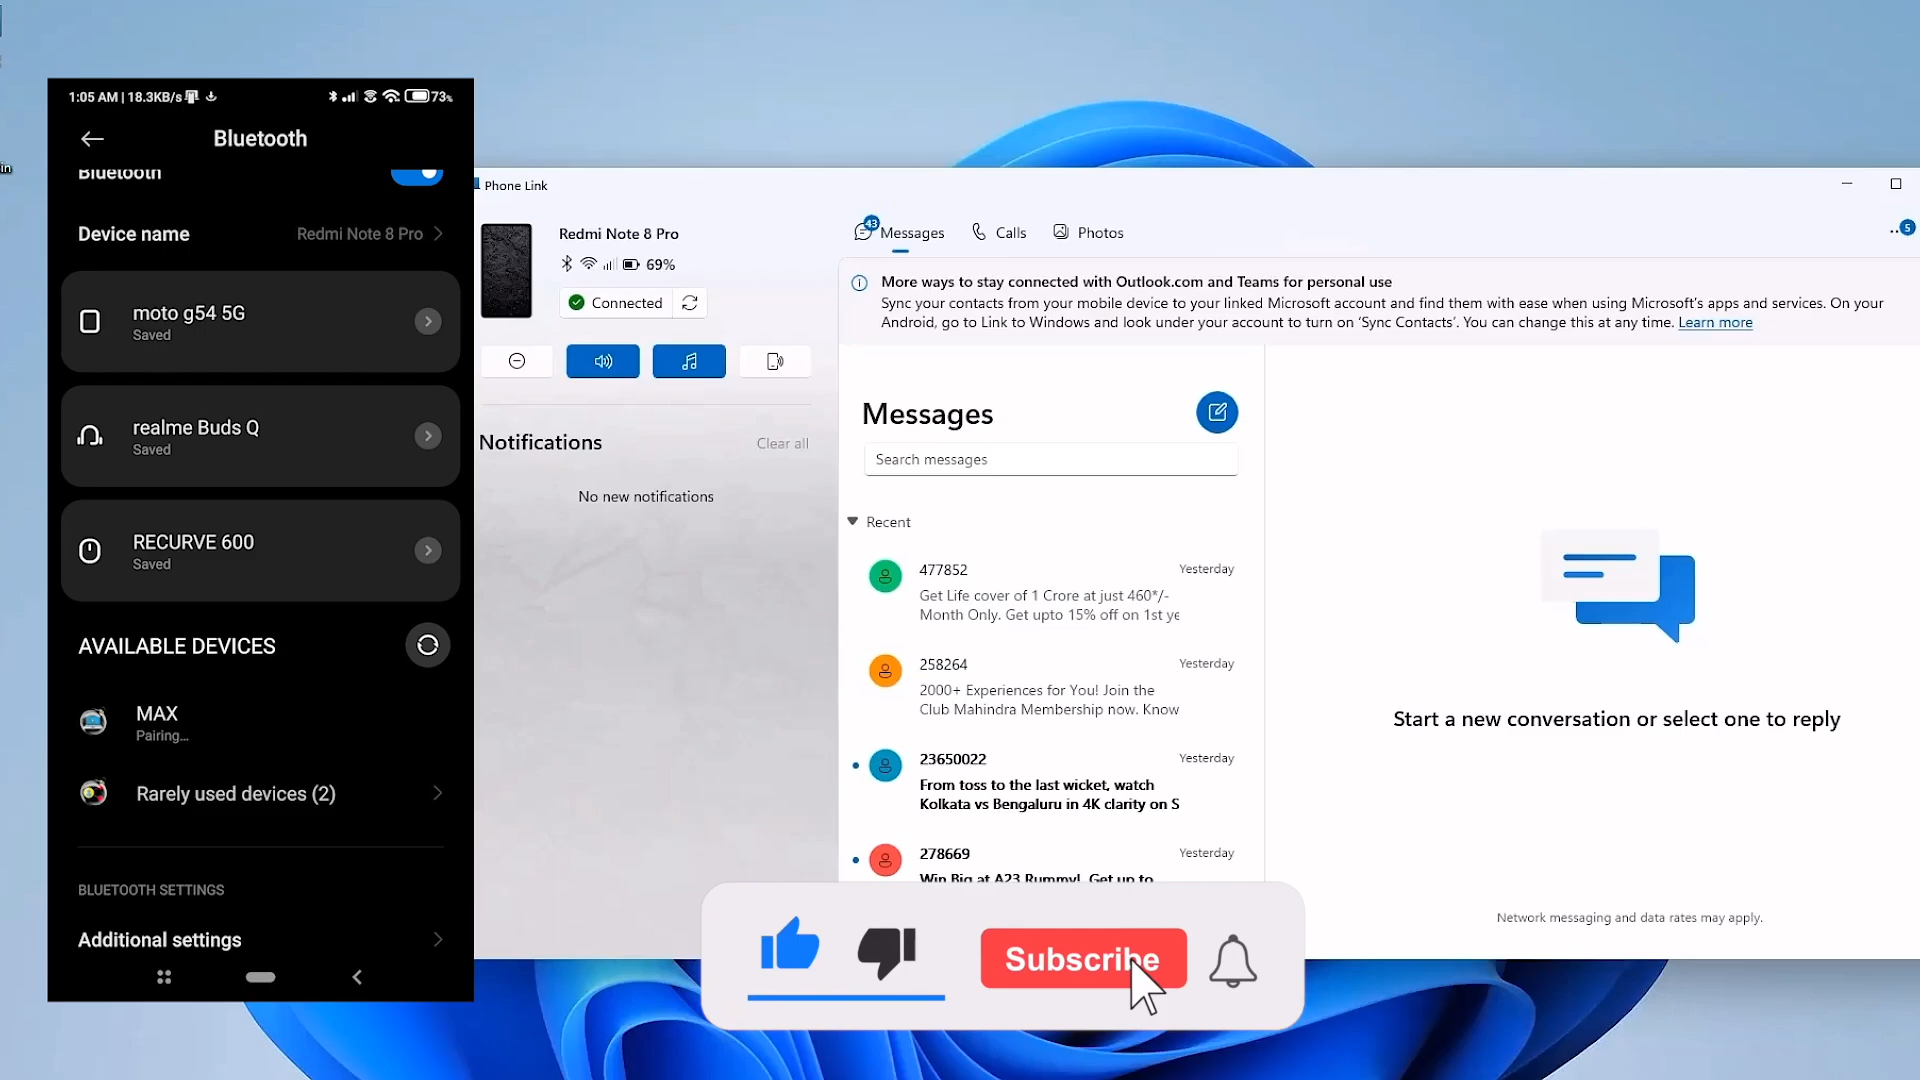 in
1:05 AM | 18.3KB/s
73%
Bluetooth
Bluetooth
Device name
Redmi Note 8 Pro
moto g54 5G
Saved
realme Buds Q
Saved
RECURVE 600
Saved
AVAILABLE DEVICES
MAX
Pairing...
Rarely used devices (2)
BLUETOOTH SETTINGS
Additional settings
Phone Link
Redmi Note 8 Pro
69%
Connected
Notifications
Clear all
No new notifications
43
Messages
Calls
Photos
5
More ways to stay connected with Outlook.com and Teams for personal use
Sync your contacts from your mobile device to your linked Microsoft account and find them with ease when using Microsoft's apps and services. On your
Android, go to Link to Windows and look under your account to turn on 'Sync Contacts'. You can change this at any time. Learn more
Messages
Search messages
Recent
477852
Yesterday
Get Life cover of 1 Crore at just 460*/-
Month Only. Get upto 15% off on 1st ye
258264
Yesterday
2000+ Experiences for You! Join the
Club Mahindra Membership now. Know
23650022
Yesterday
From toss to the last wicket, watch
Kolkata vs Bengaluru in 4K clarity on S
278669
Yesterday
Win Big at A23 Rummy!. Get up to
Start a new conversation or select one to reply
Network messaging and data rates may apply.
Subscribe